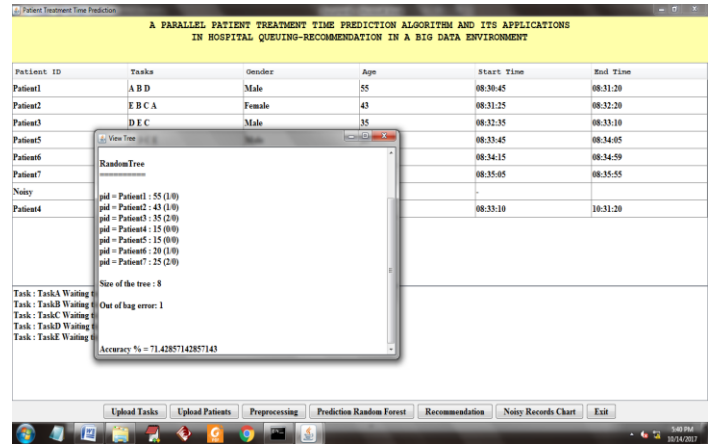 Patient Treatment Time Prediction
A PARALLEL PATIENT TREATMENT TIME PREDICTION ALGORITHM AND ITS APPLICATIONS
IN HOSPITAL QUEUING-RECOMMENDATION IN A BIG DATA ENVIRONMENT
Patient ID Tasks Gender Age Start Time End Time
Patient1 A B D Male 55 08:30:45 08:31:20
Patient2 E B C A Female 43 08:31:25 08:32:20
Patient3 D E C Male 35 08:32:35 08:33:10
Patient5 08:33:45 08:34:05
Patient6 08:34:15 08:34:59
Patient7 08:35:05 08:35:55
Noisy -
Patient4 08:33:10 10:31:20
View Tree
RandomTree
==========
pid = Patient1 : 55 (1/0)
pid = Patient2 : 43 (1/0)
pid = Patient3 : 35 (2/0)
pid = Patient4 : 15 (0/0)
pid = Patient5 : 15 (0/0)
pid = Patient6 : 20 (1/0)
pid = Patient7 : 25 (2/0)
Size of the tree : 8
Out of bag error: 1
Accuracy % = 71.42857142857143
Task : TaskA Waiting
Task : TaskB Waiting
Task : TaskC Waiting
Task : TaskD Waiting
Task : TaskE Waiting
Upload Tasks Upload Patients Preprocessing Prediction Random Forest Recommendation Noisy Records Chart Exit
5:40 PM
10/14/2017